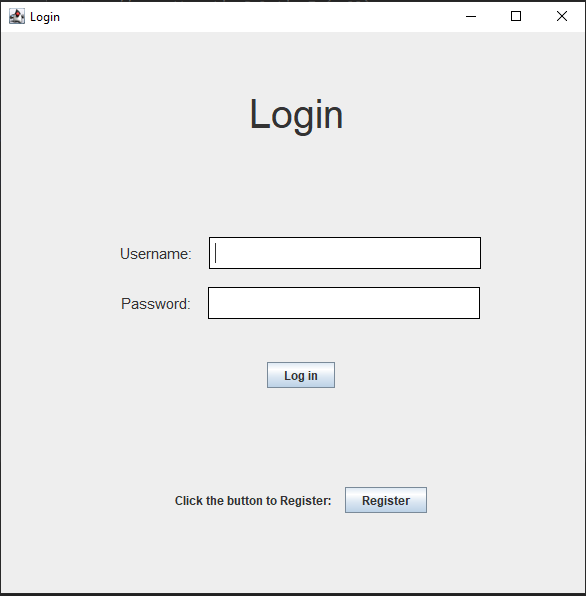 Login
Login
Username:
Password:
Log in
Click the button to Register: Register